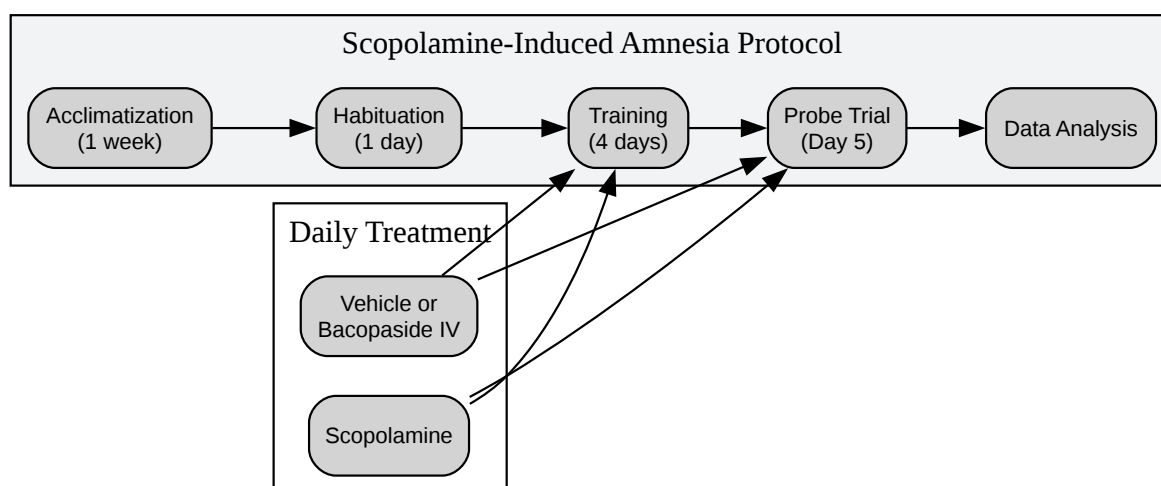 Scopolamine-Induced Amnesia Protocol
Acclimatization
(1 week)
Habituation
(1 day)
Training
(4 days)
Probe Trial
(Day 5)
Data Analysis
Daily Treatment
Vehicle or
Bacopaside IV
Scopolamine